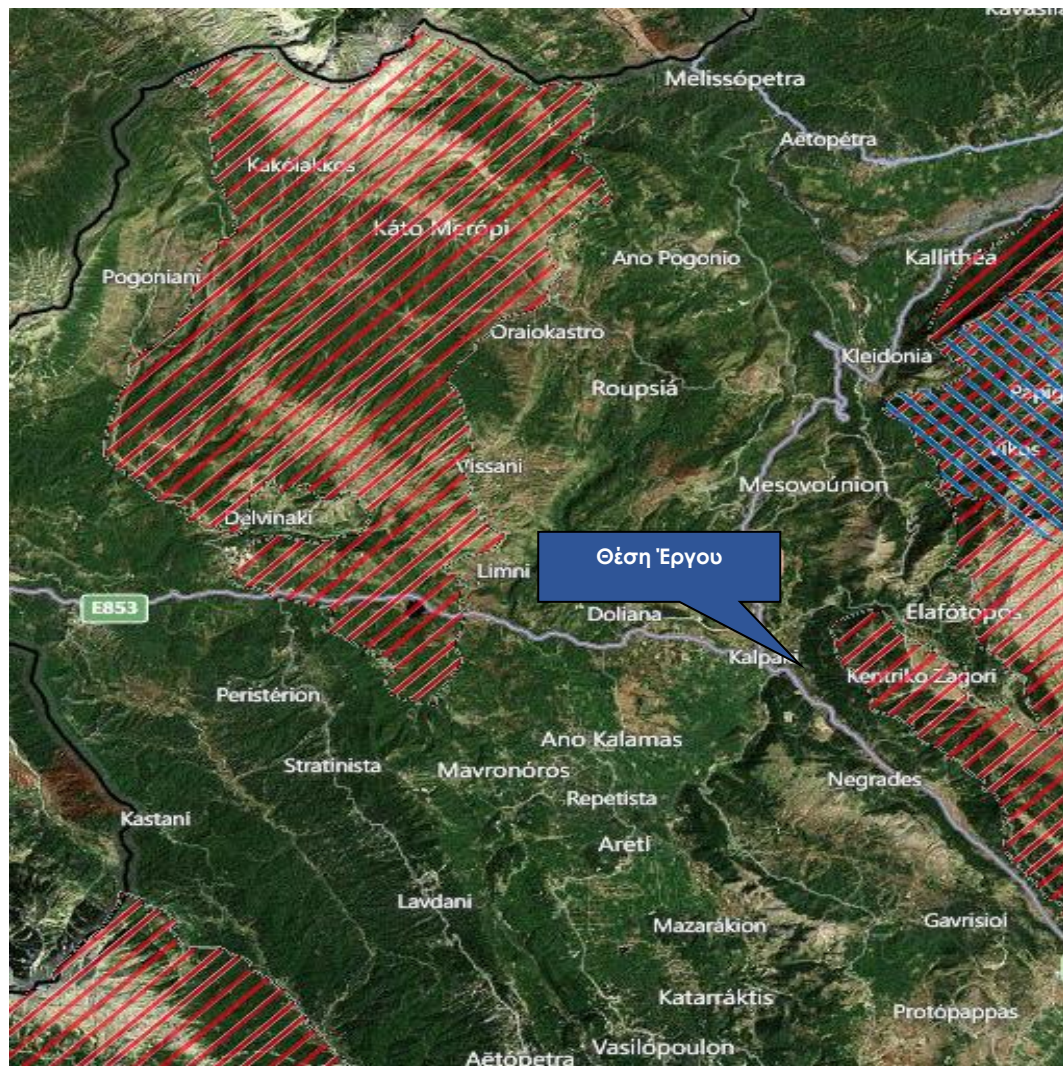 Kavasila
Melissópetra
Aëtopétra
Kakólakkos
Káto Merópi
Ano Pogonio
Kallithéa
Pogonianí
Oraiokastro
Kleidonia
Roupsiá
Vikos
Vissani
Mesovoúnion
Delvinaki
Θέση Έργου
Limni
E853
Doliana
Elafótopos
Kalpaki
Kentriko Zagori
Peristérion
Ano Kalamas
Stratinista
Mavronóros
Negrades
Repetista
Kastani
Aretí
Lavdani
Mazarákion
Gavrisioi
Katarráktis
Protópappas
Aëtópetra
Vasilópoulon